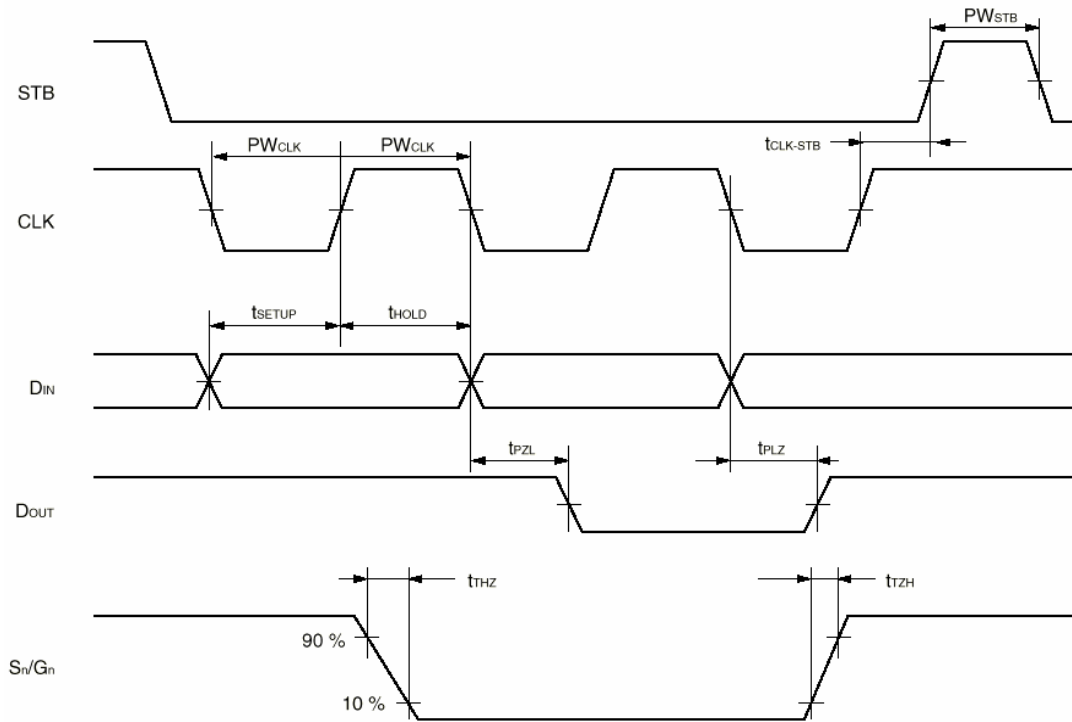 PWSTB
STB
tCLK-STB
PWCLK PWCLK
CLK
tSETUP tHOLD
DIN
tPZL tPLZ
DOUT
tTHZ tTZH
90 %
Sn/Gn
10 %